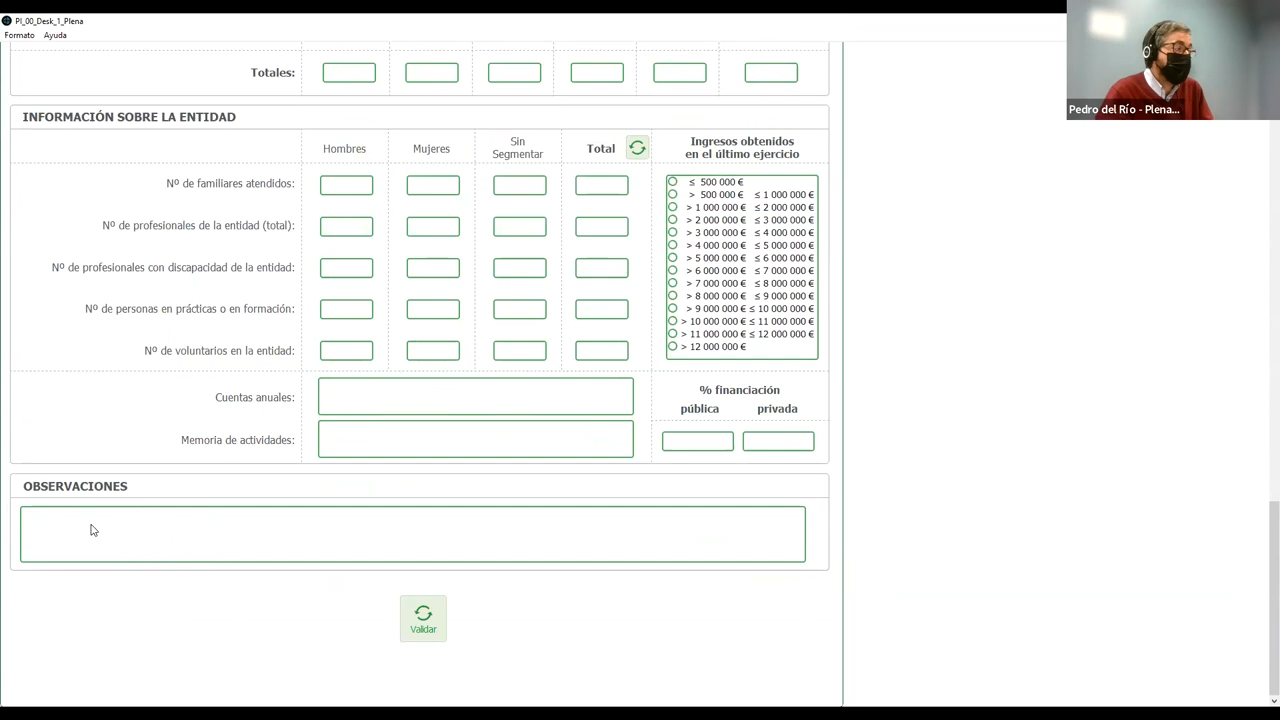 PI_00_Desk_1_Plena
Formato Ayuda
Pedro del Río - Plena...
Totales:
INFORMACIÓN SOBRE LA ENTIDAD
Hombres
Mujeres
Sin
Segmentar
Total
Ingresos obtenidos
en el último ejercicio
Nº de familiares atendidos:
Nº de profesionales de la entidad (total):
Nº de profesionales con discapacidad de la entidad:
Nº de personas en prácticas o en formación:
Nº de voluntarios en la entidad:
≤ 500 000 €
> 500 000 € ≤ 1 000 000 €
> 1 000 000 € ≤ 2 000 000 €
> 2 000 000 € ≤ 3 000 000 €
> 3 000 000 € ≤ 4 000 000 €
> 4 000 000 € ≤ 5 000 000 €
> 5 000 000 € ≤ 6 000 000 €
> 6 000 000 € ≤ 7 000 000 €
> 7 000 000 € ≤ 8 000 000 €
> 8 000 000 € ≤ 9 000 000 €
> 9 000 000 € ≤ 10 000 000 €
> 10 000 000 € ≤ 11 000 000 €
> 11 000 000 € ≤ 12 000 000 €
> 12 000 000 €
Cuentas anuales:
Memoria de actividades:
% financiación
pública privada
OBSERVACIONES
Validar